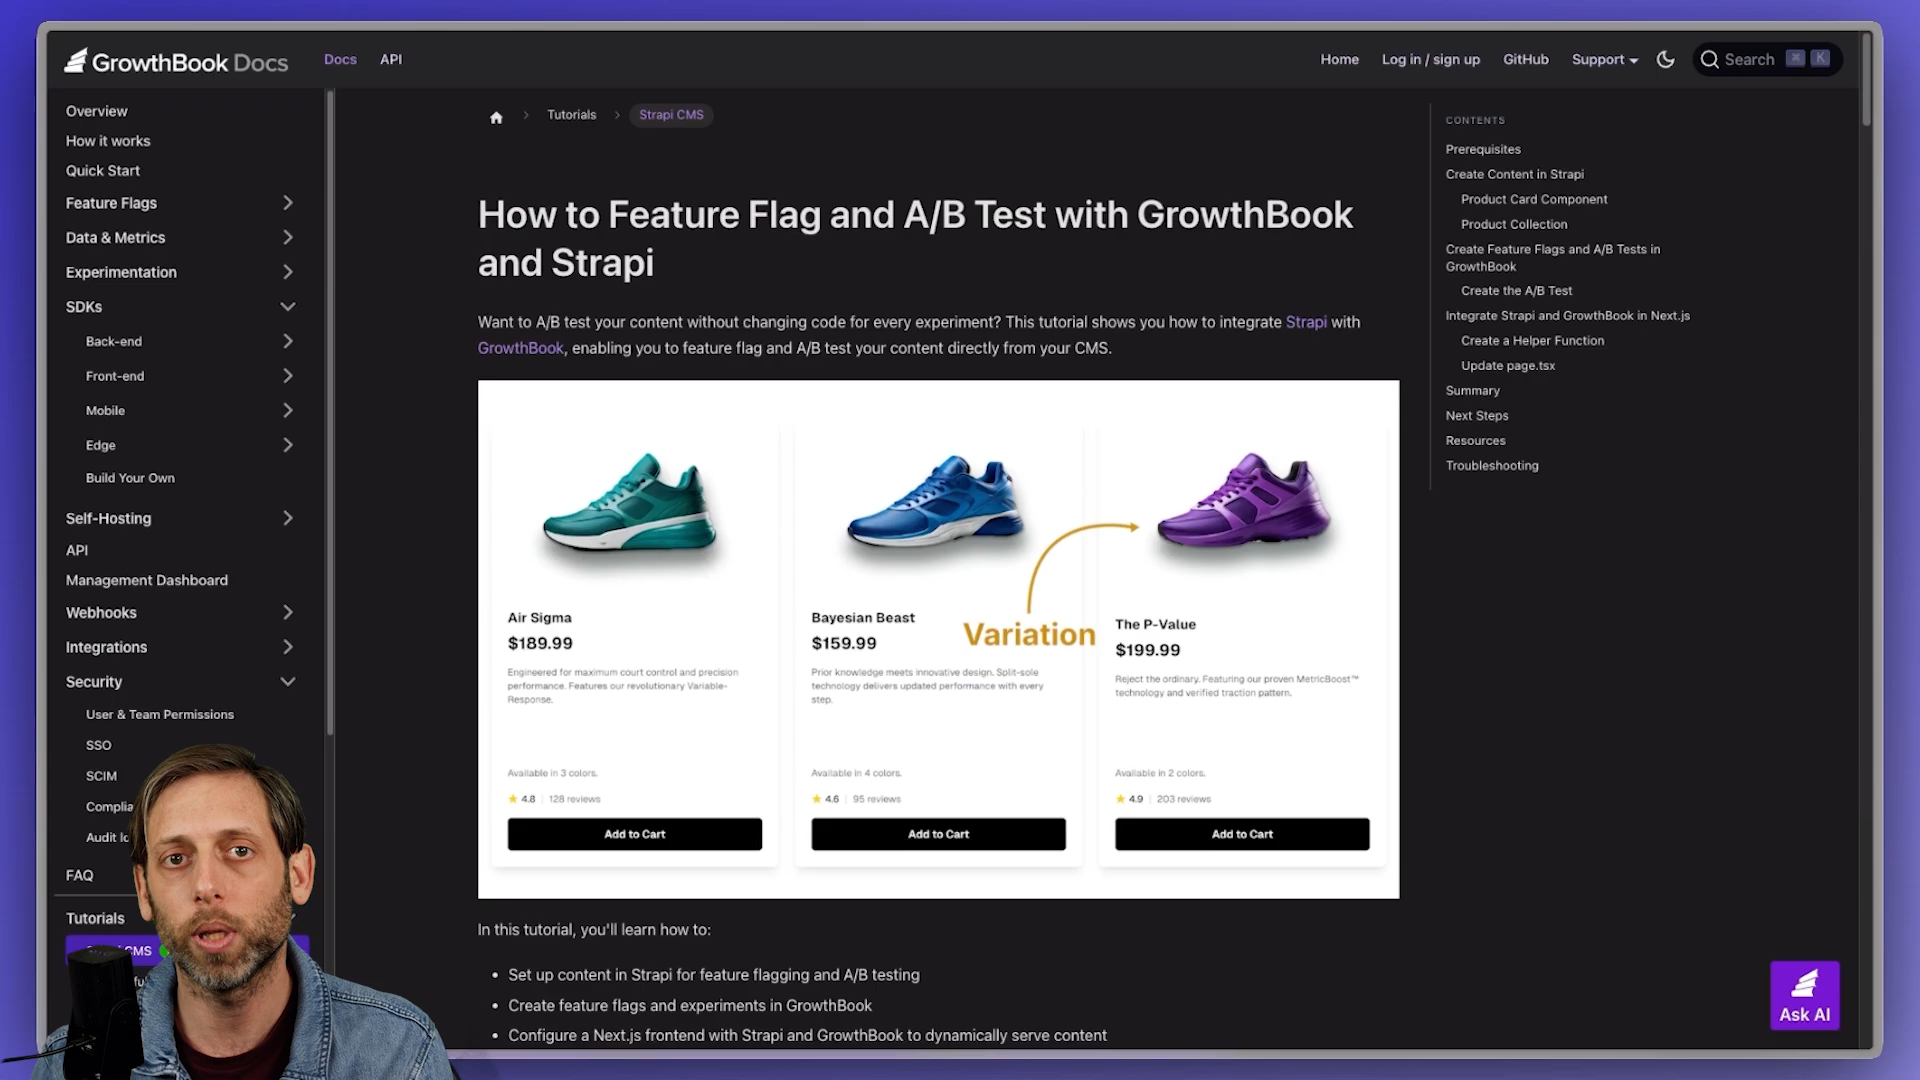 GrowthBook Docs
Docs
API
Home
Log in / sign up
GitHub
Support
Search
K
Overview
How it works
Quick Start
Feature Flags
Data & Metrics
Experimentation
SDKs
Back-end
Front-end
Mobile
Edge
Build Your Own
Self-Hosting
API
Management Dashboard
Webhooks
Integrations
Security
User & Team Permissions
SSO
SCIM
Complia
Audit lo
FAQ
Tutorials
CMS
Tutorials
Strapi CMS
How to Feature Flag and A/B Test with GrowthBook
and Strapi
Want to A/B test your content without changing code for every experiment? This tutorial shows you how to integrate Strapi with
GrowthBook, enabling you to feature flag and A/B test your content directly from your CMS.
Air Sigma
$189.99
Engineered for maximum court control and precision
performance. Features our revolutionary Variable-
Response.
Available in 3 colors.
4.8 | 128 reviews
Add to Cart
Bayesian Beast
$159.99
Prior knowledge meets innovative design. Split-sole
technology delivers updated performance with every
step.
Available in 4 colors.
4.6 | 95 reviews
Add to Cart
Variation
The P-Value
$199.99
Reject the ordinary. Featuring our proven MetricBoost™
technology and verified traction pattern.
Available in 2 colors.
4.9 | 203 reviews
Add to Cart
In this tutorial, you'll learn how to:
• Set up content in Strapi for feature flagging and A/B testing
• Create feature flags and experiments in GrowthBook
• Configure a Next.js frontend with Strapi and GrowthBook to dynamically serve content
CONTENTS
Prerequisites
Create Content in Strapi
Product Card Component
Product Collection
Create Feature Flags and A/B Tests in
GrowthBook
Create the A/B Test
Integrate Strapi and GrowthBook in Next.js
Create a Helper Function
Update page.tsx
Summary
Next Steps
Resources
Troubleshooting
Ask AI